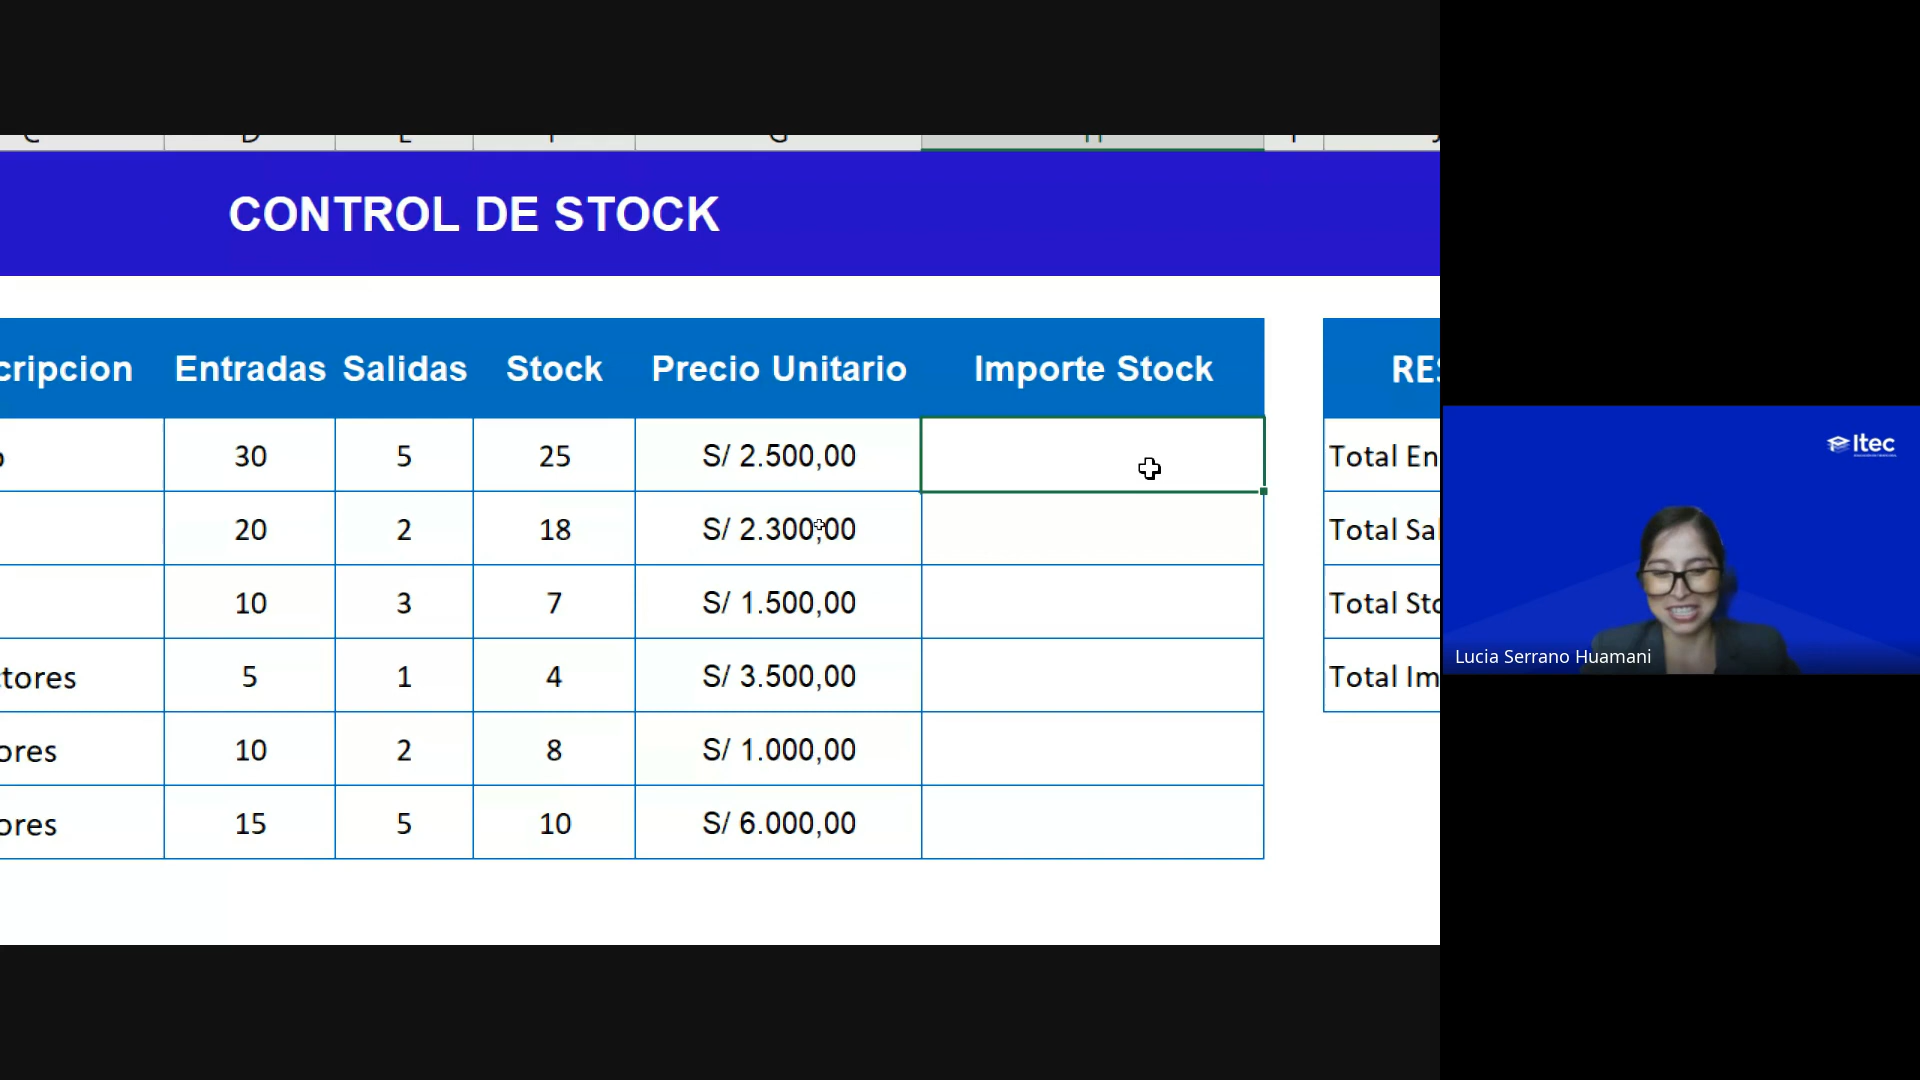 CONTROL DE STOCK
cripcion Entradas Salidas Stock Precio Unitario Importe Stock RES
30 5 25 S/ 2.500,00 Total En
20 2 18 S/ 2.300,00 Total Sal
10 3 7 S/ 1.500,00 Total Sto
ctores 5 1 4 S/ 3.500,00 Total Im
ores 10 2 8 S/ 1.000,00
ores 15 5 10 S/ 6.000,00
Itec
Lucia Serrano Huamani